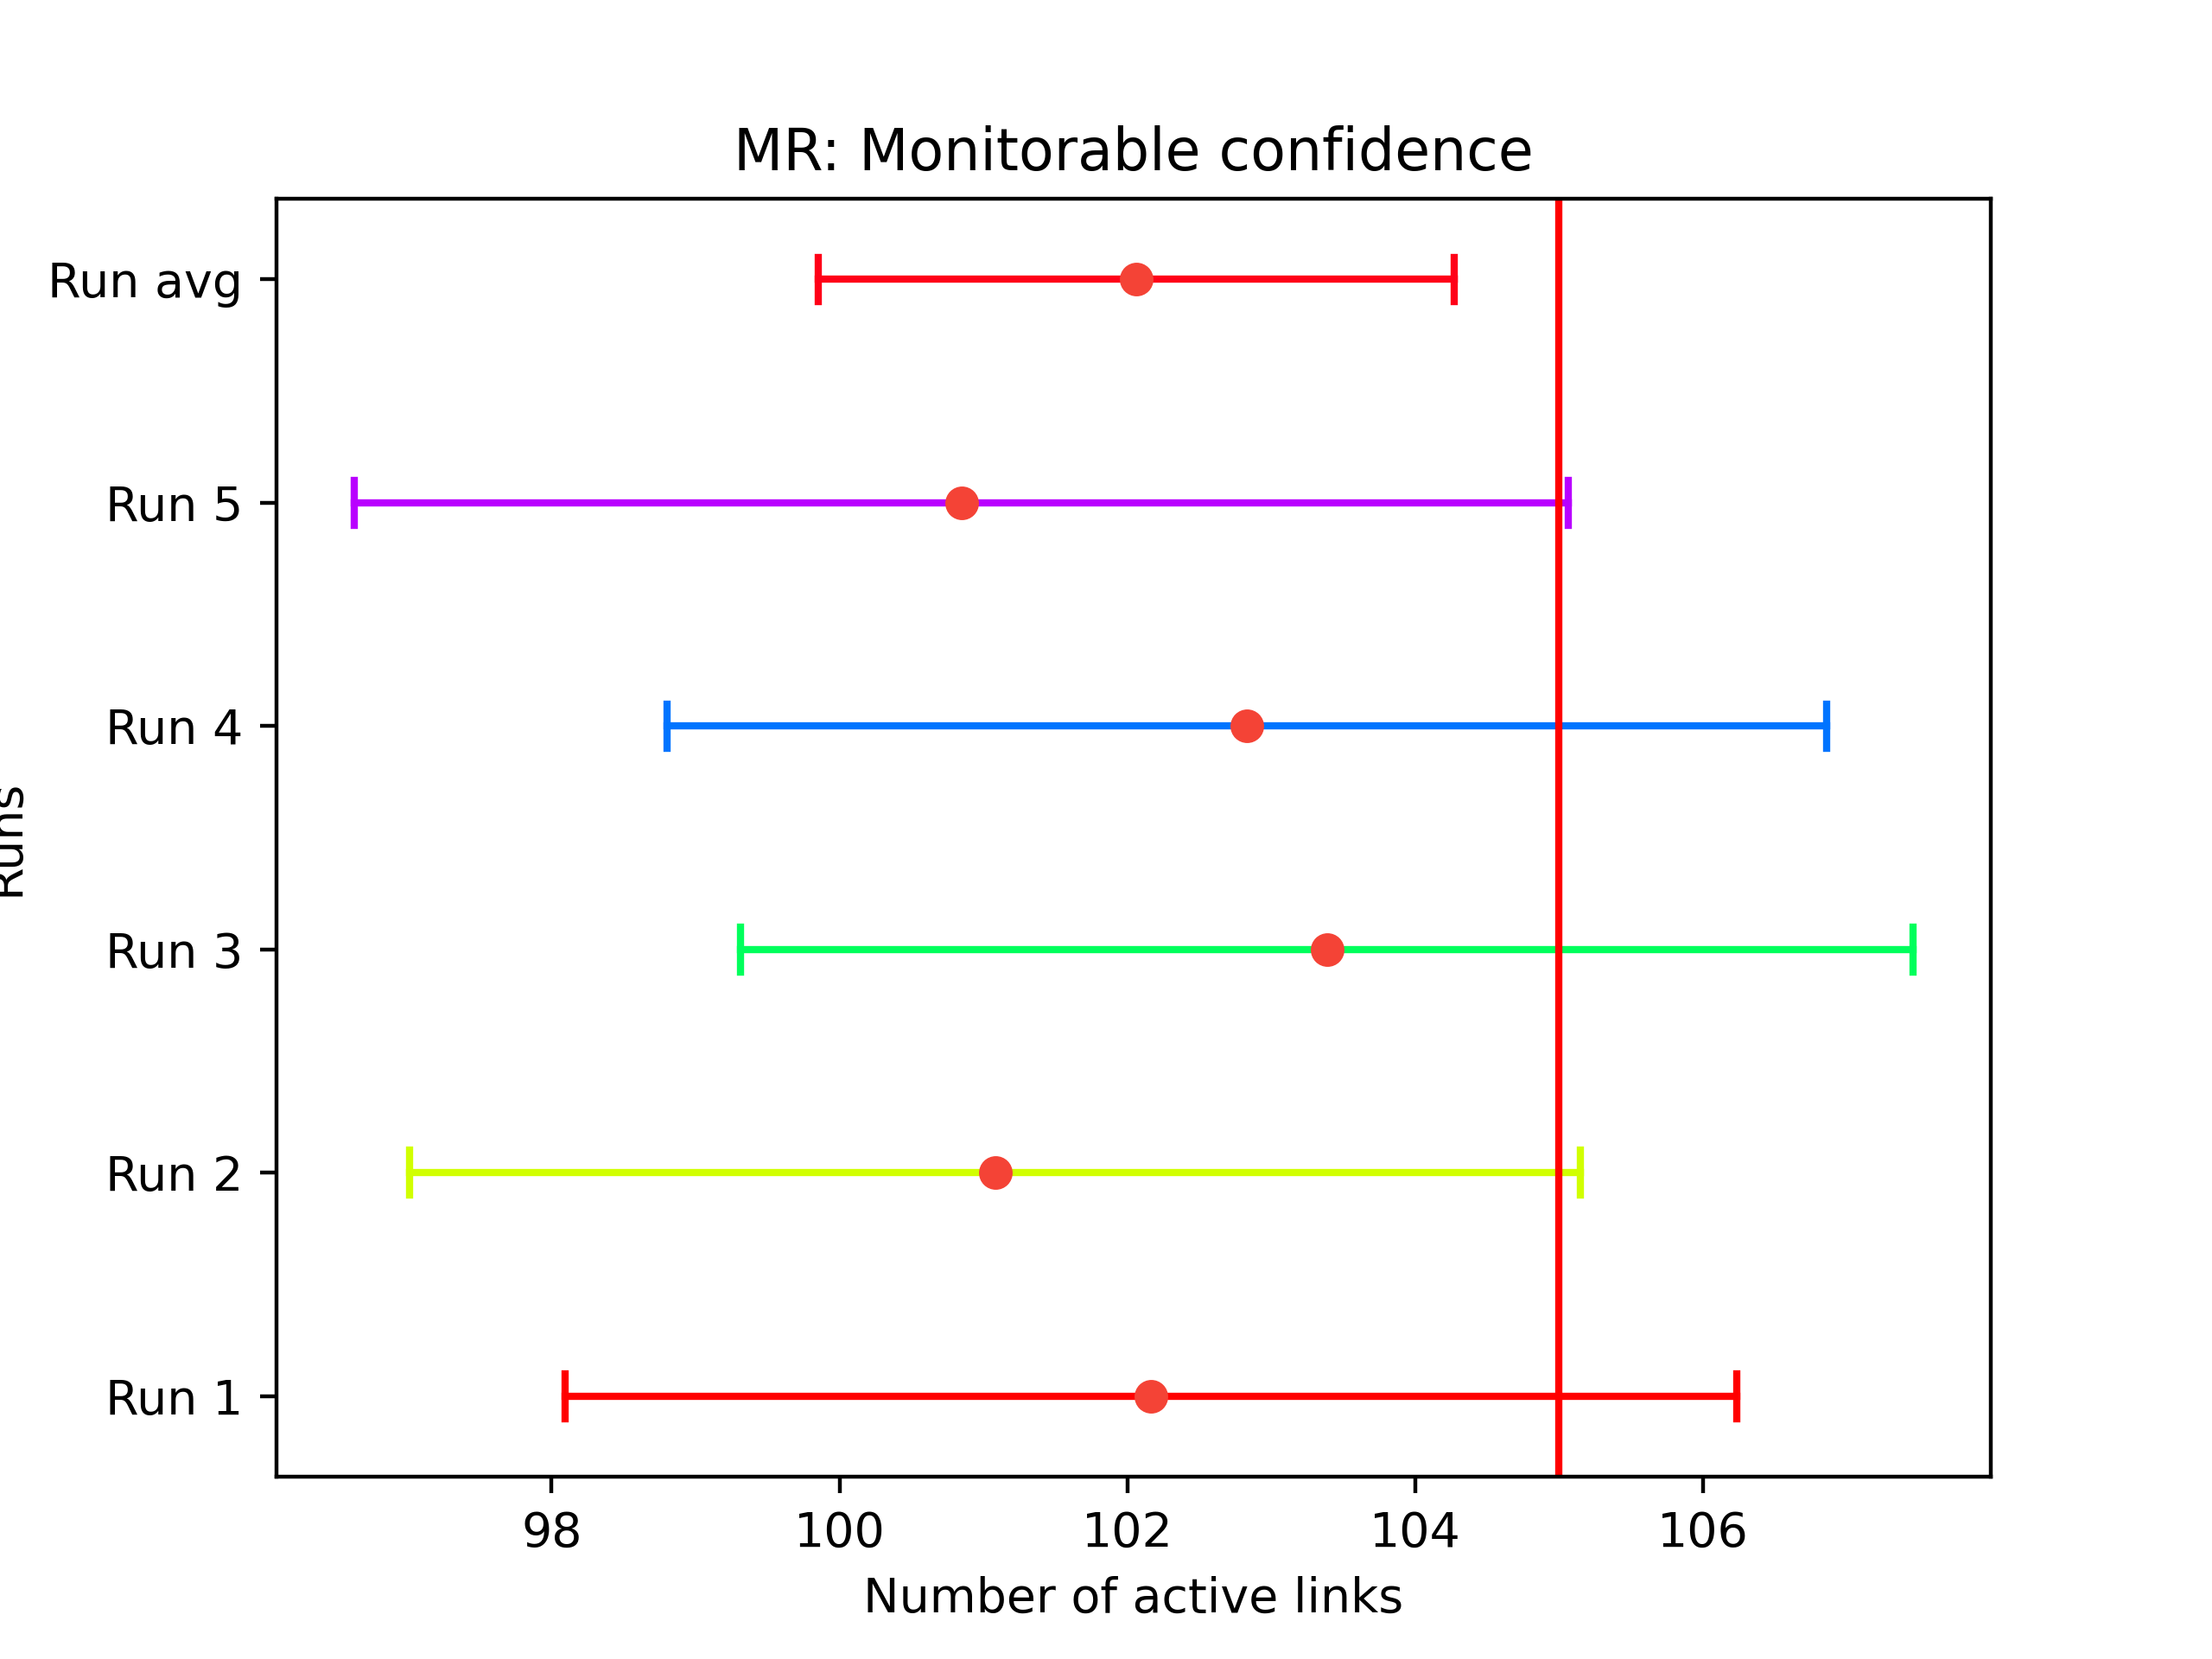 MR: Monitorable confidence
Run avg
Run 5
Run 4
Run 3
Run 2
Run 1
Runs
98 100 102 104 106
Number of active links